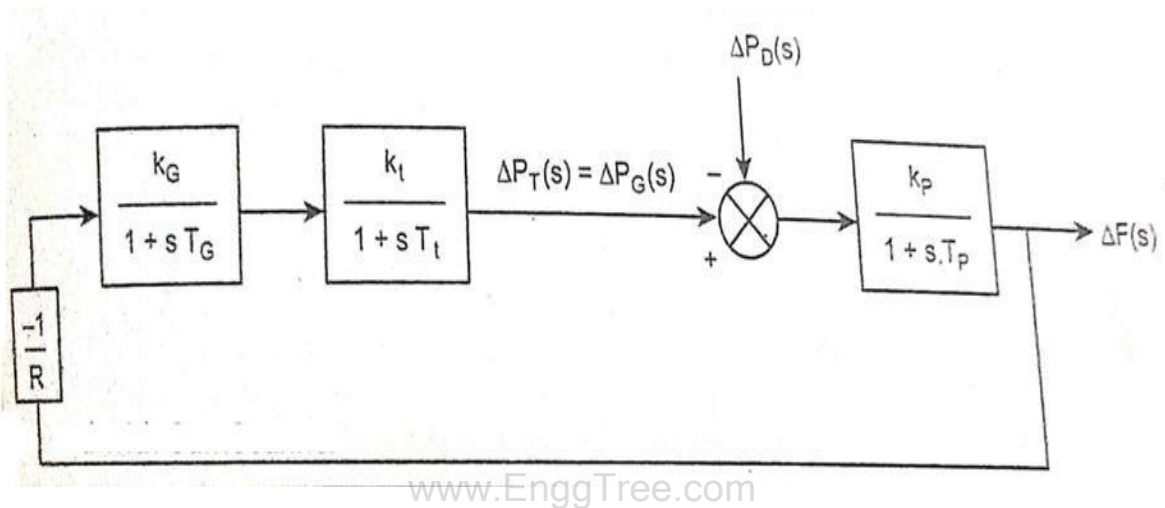 ΔP_D(s)
k_G
1 + s T_G
k_t
1 + s T_t
ΔP_T(s) = ΔP_G(s)
−
+
k_P
1 + s.T_P
ΔF(s)
−1
R
www.EnggTree.com